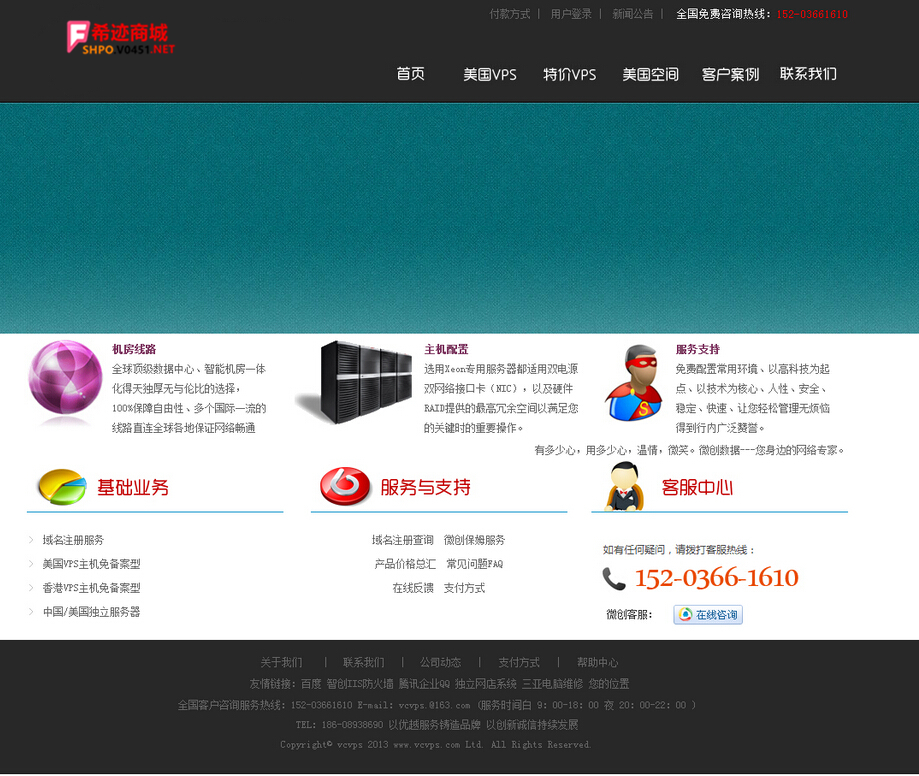 付款方式 | 用户登录 | 新闻公告 | 全国免费咨询热线：152-03661610
希迹商城
SHPO.V0451.NET
首页 美国VPS 特价VPS 美国空间 客户案例 联系我们
机房线路
全球顶级数据中心、智能机房一体
化得天独厚无与伦比的选择，
100%保障自由性、多个国际一流的
线路直连全球各地保证网络畅通
主机配置
选用Xeon专用服务器都适用双电源
双网络接口卡（NIC），以及硬件
RAID提供的最高冗余空间以满足您
的关键时的重要操作。
服务支持
免费配置常用环境、以高科技为起
点、以技术为核心、人性、安全、
稳定、快速、让您轻松管理无烦恼
得到行内广泛赞誉。
有多少心，用多少心，温情，微笑。微创数据---您身边的网络专家。
基础业务
域名注册服务
美国VPS主机免备案型
香港VPS主机免备案型
中国/美国独立服务器
服务与支持
域名注册查询 微创保姆服务
产品价格总汇 常见问题FAQ
在线反馈 支付方式
客服中心
如有任何疑问，请拨打客服热线：
152-0366-1610
微创客服： 在线咨询
关于我们 | 联系我们 | 公司动态 | 支付方式 | 帮助中心
友情链接：百度 智创IIS防火墙 腾讯企业QQ 独立网店系统 三亚电脑维修 您的位置
全国客户咨询服务热线：152-03661610 E-mail：vcvps.@163.com (服务时间白 9：00-18：00 夜 20：00-22：00 )
TEL：186-08938690 以优越服务铸造品牌 以创新诚信持续发展
Copyright© vcvps 2013 www.vcvps.com Ltd. All Rights Reserved.